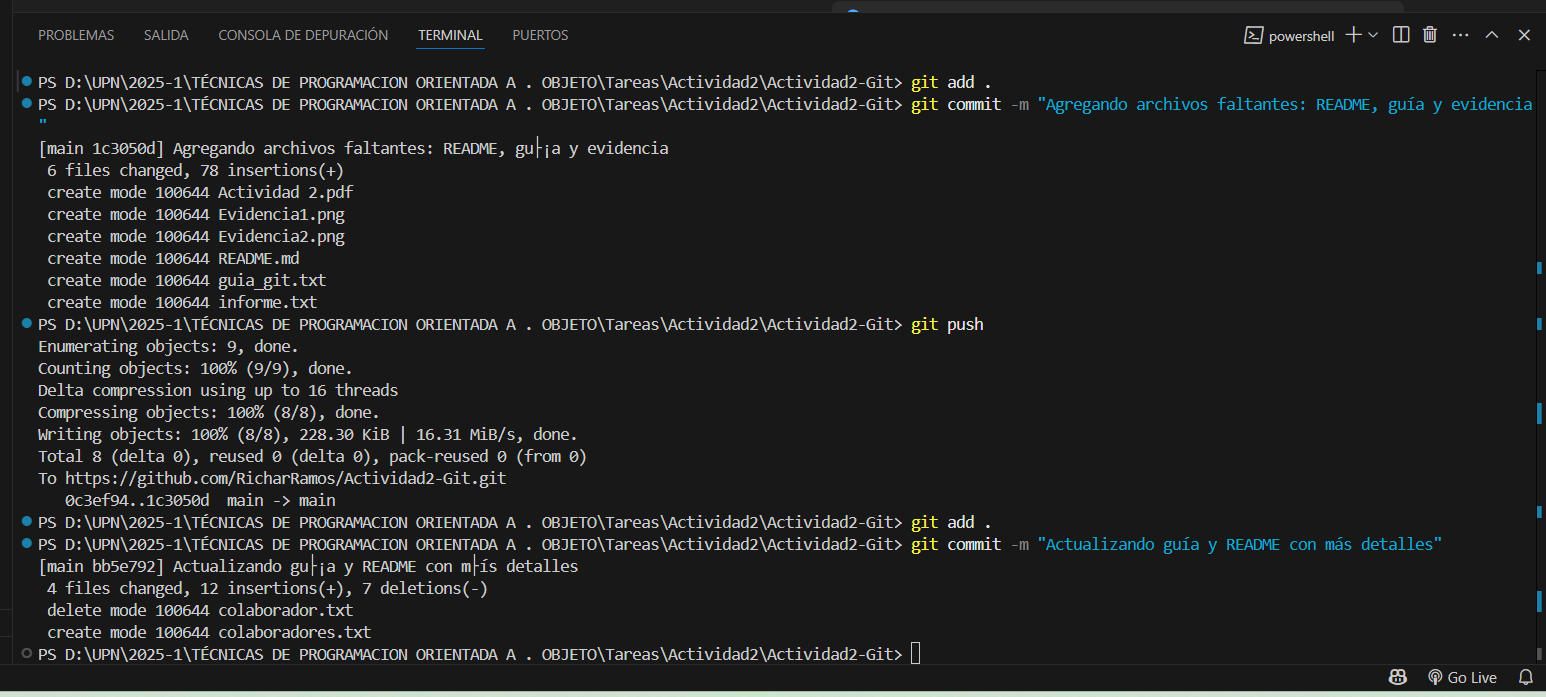 PROBLEMAS SALIDA CONSOLA DE DEPURACIÓN TERMINAL PUERTOS powershell
PS D:\UPN\2025-1\TÉCNICAS DE PROGRAMACION ORIENTADA A . OBJETO\Tareas\Actividad2\Actividad2-Git> git add .
PS D:\UPN\2025-1\TÉCNICAS DE PROGRAMACION ORIENTADA A . OBJETO\Tareas\Actividad2\Actividad2-Git> git commit -m "Agregando archivos faltantes: README, guía y evidencia
"
[main 1c3050d] Agregando archivos faltantes: README, gu├¡a y evidencia
6 files changed, 78 insertions(+)
create mode 100644 Actividad 2.pdf
create mode 100644 Evidencia1.png
create mode 100644 Evidencia2.png
create mode 100644 README.md
create mode 100644 guia_git.txt
create mode 100644 informe.txt
PS D:\UPN\2025-1\TÉCNICAS DE PROGRAMACION ORIENTADA A . OBJETO\Tareas\Actividad2\Actividad2-Git> git push
Enumerating objects: 9, done.
Counting objects: 100% (9/9), done.
Delta compression using up to 16 threads
Compressing objects: 100% (8/8), done.
Writing objects: 100% (8/8), 228.30 KiB | 16.31 MiB/s, done.
Total 8 (delta 0), reused 0 (delta 0), pack-reused 0 (from 0)
To https://github.com/RicharRamos/Actividad2-Git.git
0c3ef94..1c3050d main -> main
PS D:\UPN\2025-1\TÉCNICAS DE PROGRAMACION ORIENTADA A . OBJETO\Tareas\Actividad2\Actividad2-Git> git add .
PS D:\UPN\2025-1\TÉCNICAS DE PROGRAMACION ORIENTADA A . OBJETO\Tareas\Actividad2\Actividad2-Git> git commit -m "Actualizando guía y README con más detalles"
[main bb5e792] Actualizando gu├¡a y README con m├ís detalles
4 files changed, 12 insertions(+), 7 deletions(-)
delete mode 100644 colaborador.txt
create mode 100644 colaboradores.txt
PS D:\UPN\2025-1\TÉCNICAS DE PROGRAMACION ORIENTADA A . OBJETO\Tareas\Actividad2\Actividad2-Git>
Go Live